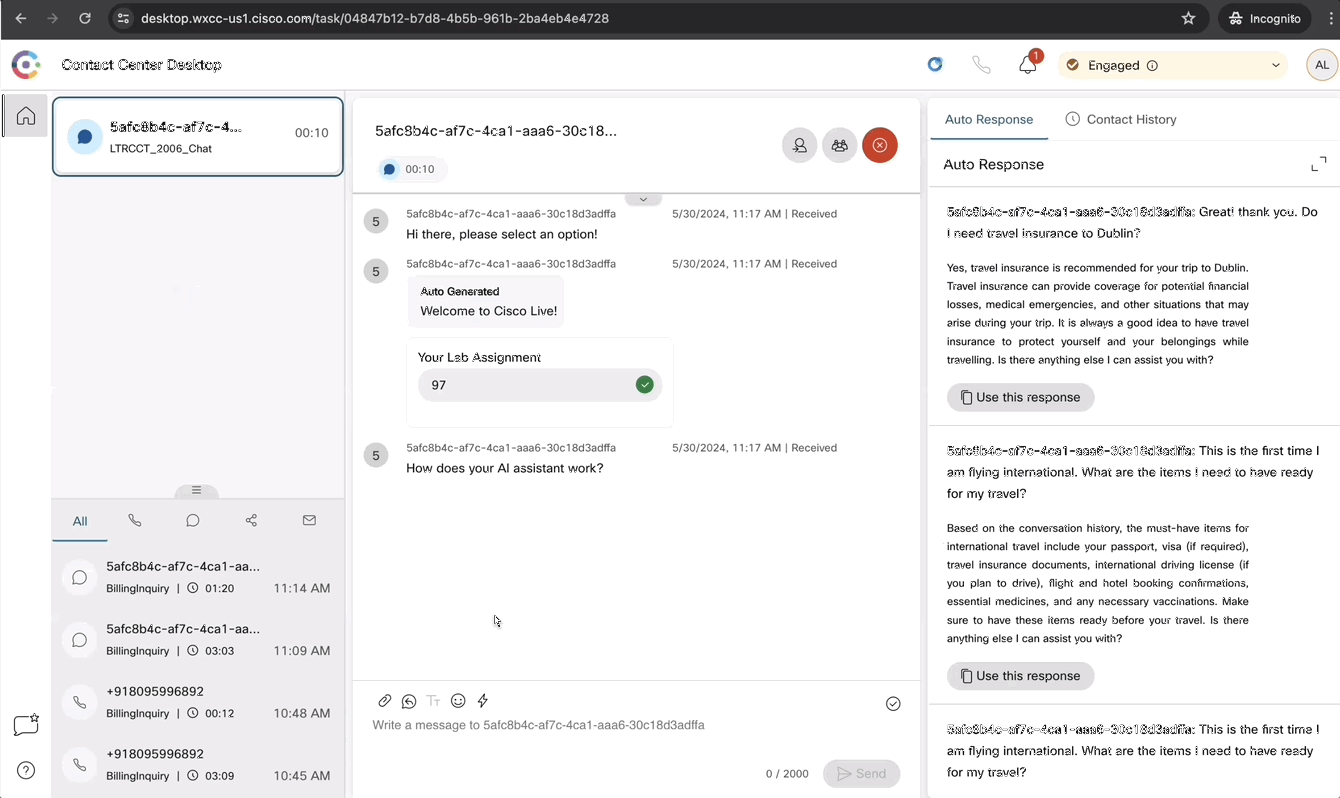 desktop.wxcc-us1.cisco.com/task/04847b12-b7d8-4b5b-961b-2ba4eb4e4728
Incognito
Contact Center Desktop
1
Engaged
AL
5afc8b4c-af7c-4...
LTRCCT_2006_Chat
00:10
All
5afc8b4c-af7c-4ca1-aa...
BillingInquiry | 01:20 11:14 AM
5afc8b4c-af7c-4ca1-aa...
BillingInquiry | 03:03 11:09 AM
+918095996892
BillingInquiry | 00:12 10:48 AM
+918095996892
BillingInquiry | 03:09 10:45 AM
5afc8b4c-af7c-4ca1-aaa6-30c18...
00:10
5
5afc8b4c-af7c-4ca1-aaa6-30c18d3adffa 5/30/2024, 11:17 AM | Received
Hi there, please select an option!
5
5afc8b4c-af7c-4ca1-aaa6-30c18d3adffa 5/30/2024, 11:17 AM | Received
Auto Generated
Welcome to Cisco Live!
Your Lab Assignment
97
5
5afc8b4c-af7c-4ca1-aaa6-30c18d3adffa 5/30/2024, 11:17 AM | Received
How does your AI assistant work?
Tт
Write a message to 5afc8b4c-af7c-4ca1-aaa6-30c18d3adffa
0 / 2000
Send
Auto Response
Contact History
Auto Response
5afc8b4c-af7c-4ca1-aaa6-30c18d3adffa: Great! thank you. Do
I need travel insurance to Dublin?
Yes, travel insurance is recommended for your trip to Dublin.
Travel insurance can provide coverage for potential financial
losses, medical emergencies, and other situations that may
arise during your trip. It is always a good idea to have travel
insurance to protect yourself and your belongings while
travelling. Is there anything else I can assist you with?
Use this response
5afc8b4c-af7c-4ca1-aaa6-30c18d3adffa: This is the first time I
am flying international. What are the items I need to have ready
for my travel?
Based on the conversation history, the must-have items for
international travel include your passport, visa (if required),
travel insurance documents, international driving license (if
you plan to drive), flight and hotel booking confirmations,
essential medicines, and any necessary vaccinations. Make
sure to have these items ready before your travel. Is there
anything else I can assist you with?
Use this response
5afc8b4c-af7c-4ca1-aaa6-30c18d3adffa: This is the first time I
am flying international. What are the items I need to have ready
for my travel?